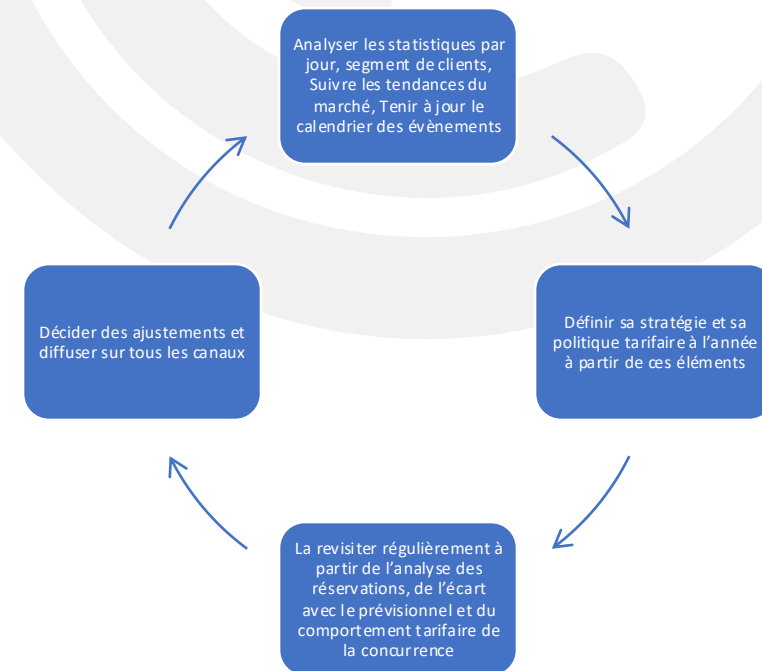 Analyser les statistiques par
jour, segment de clients,
Suivre les tendances du
marché, Tenir à jour le
calendrier des évènements
Définir sa stratégie et sa
politique tarifaire à l’année
à partir de ces éléments
La revisiter régulièrement à
partir de l’analyse des
réservations, de l’écart
avec le prévisionnel et du
comportement tarifaire de
la concurrence
Décider des ajustements et
diffuser sur tous les canaux